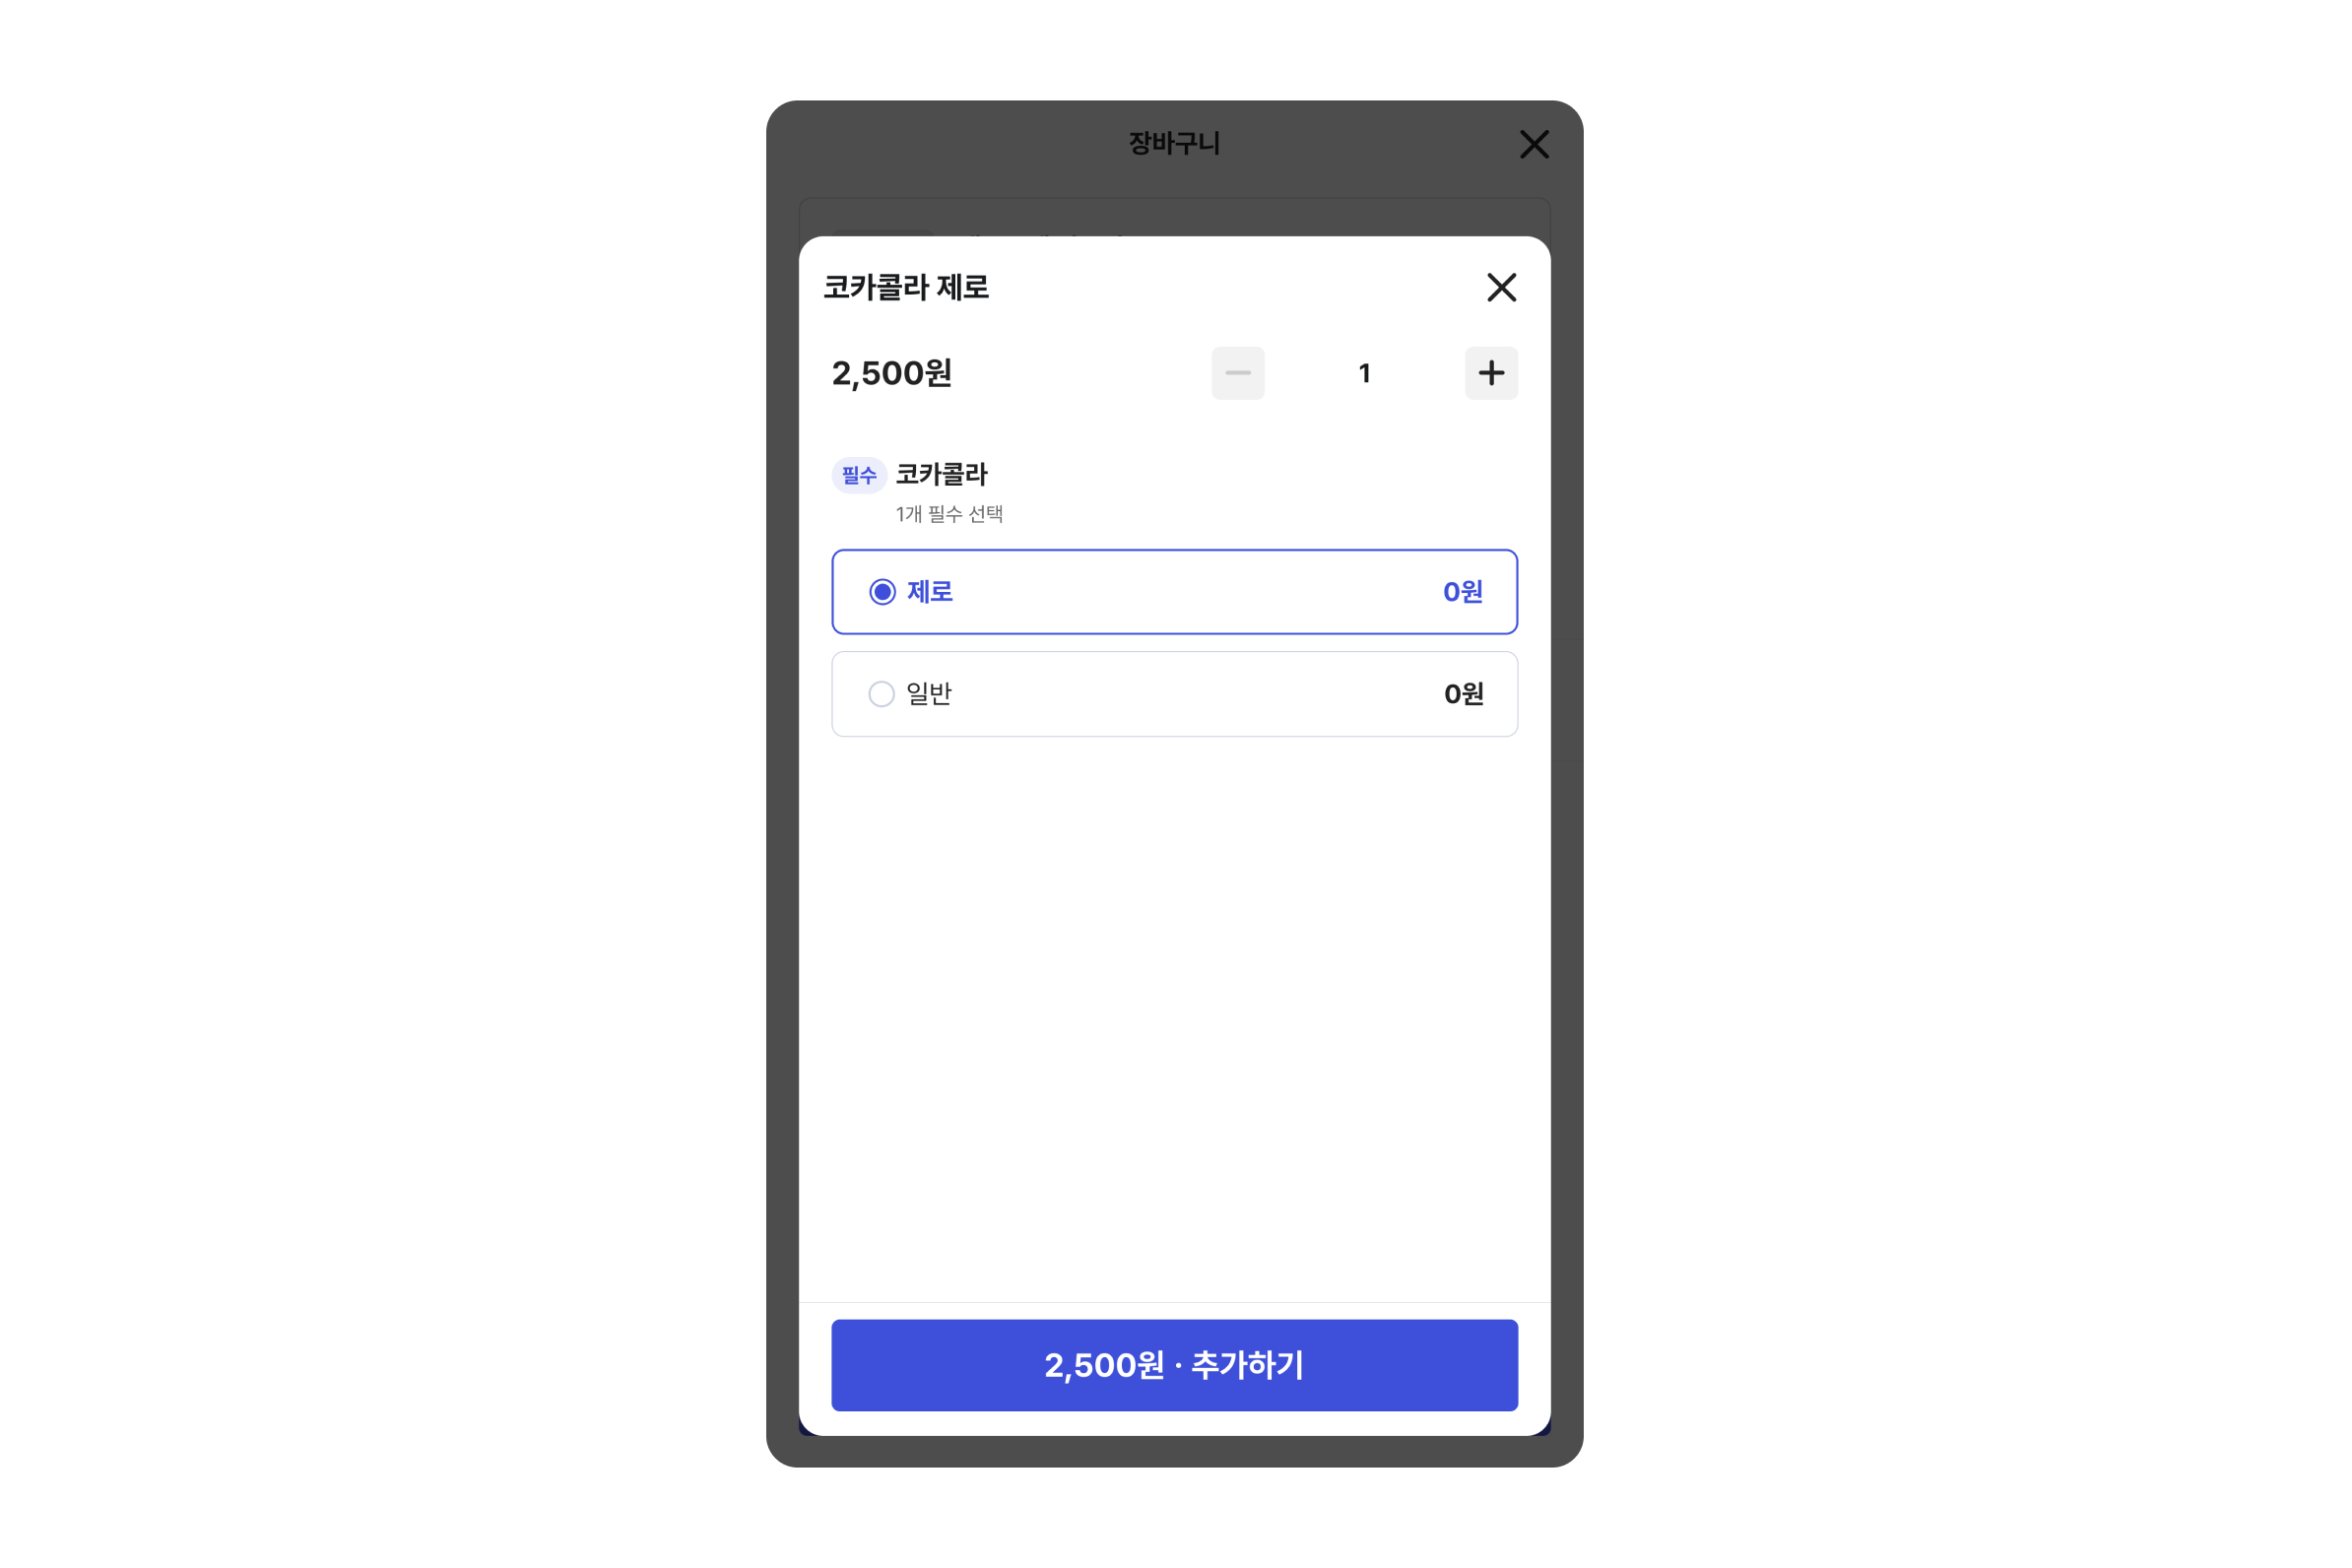 장바구니
코카콜라 제로
2,500원
1
필수 코카콜라
1개 필수 선택
제로 0원
일반 0원
2,500원 · 추가하기